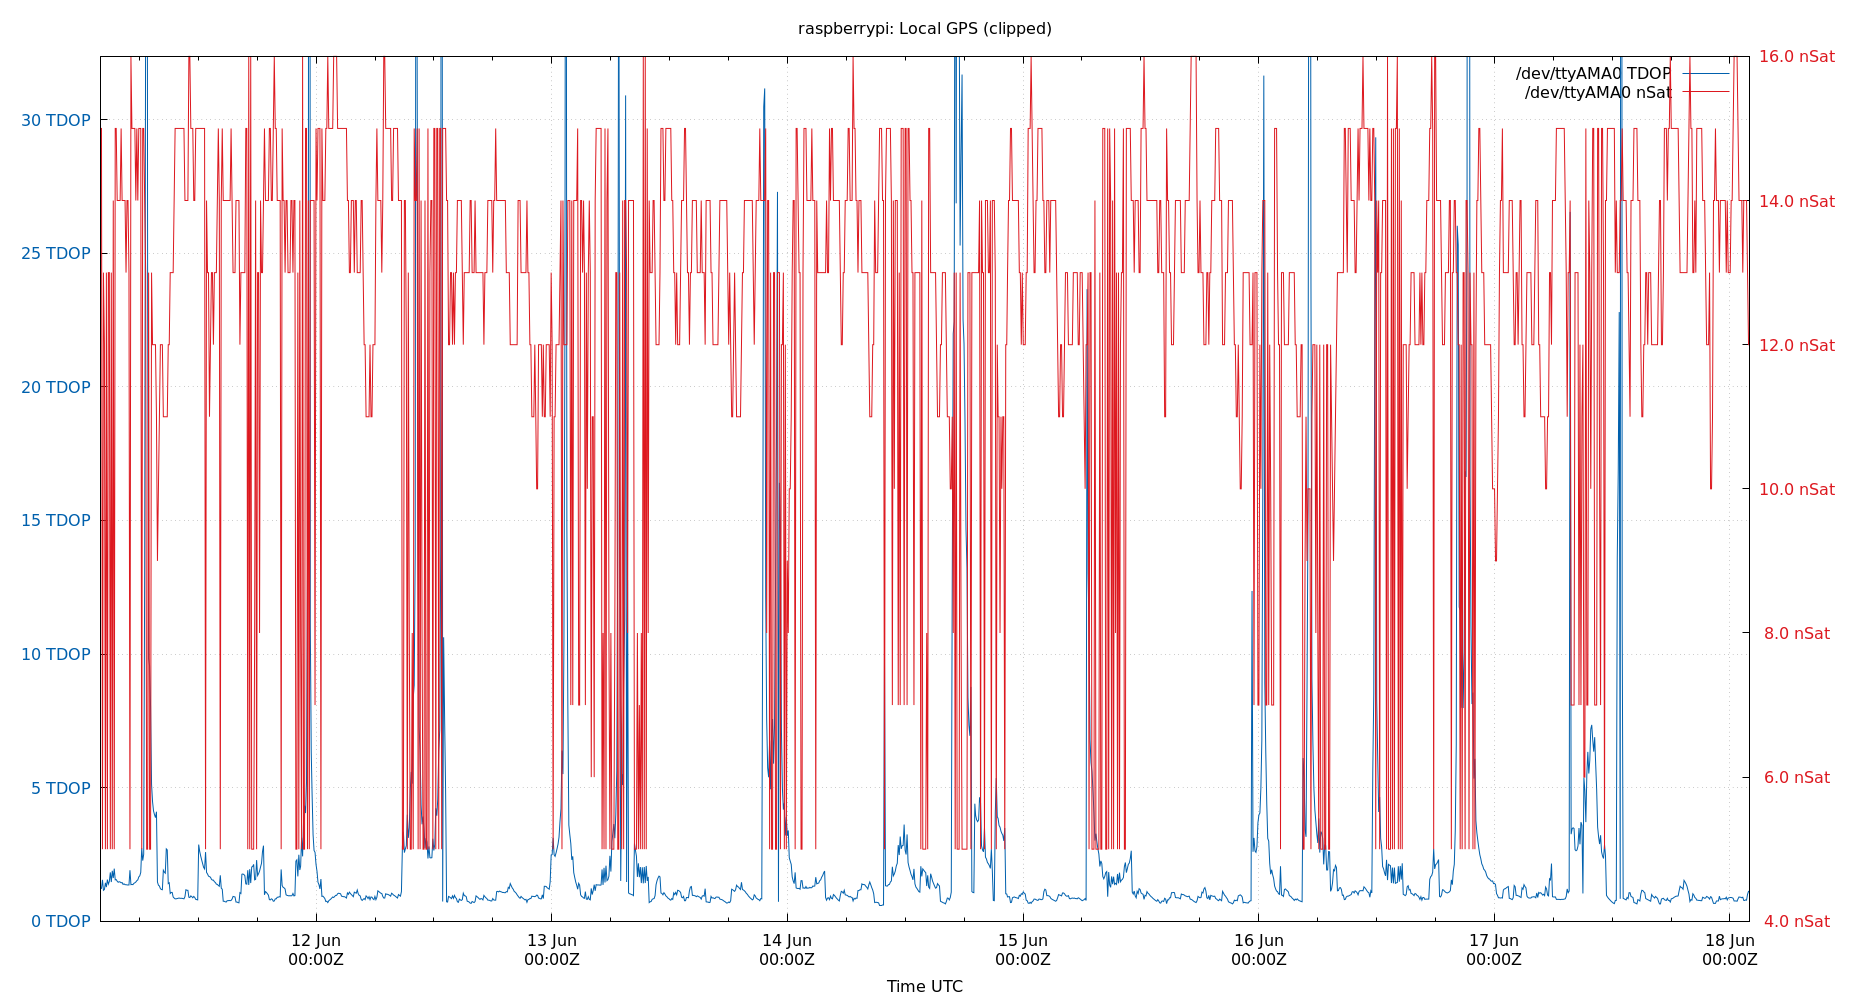 raspberrypi: Local GPS (clipped)
16.0 nSat
/dev/ttyAMA0 TDOP
/dev/ttyAMA0 nSat
30 TDOP
14.0 nSat
25 TDOP
12.0 nSat
20 TDOP
10.0 nSat
15 TDOP
8.0 nSat
10 TDOP
6.0 nSat
5 TDOP
0 TDOP
4.0 nSat
12 Jun
00:00Z
13 Jun
00:00Z
14 Jun
00:00Z
15 Jun
00:00Z
16 Jun
00:00Z
17 Jun
00:00Z
18 Jun
00:00Z
Time UTC